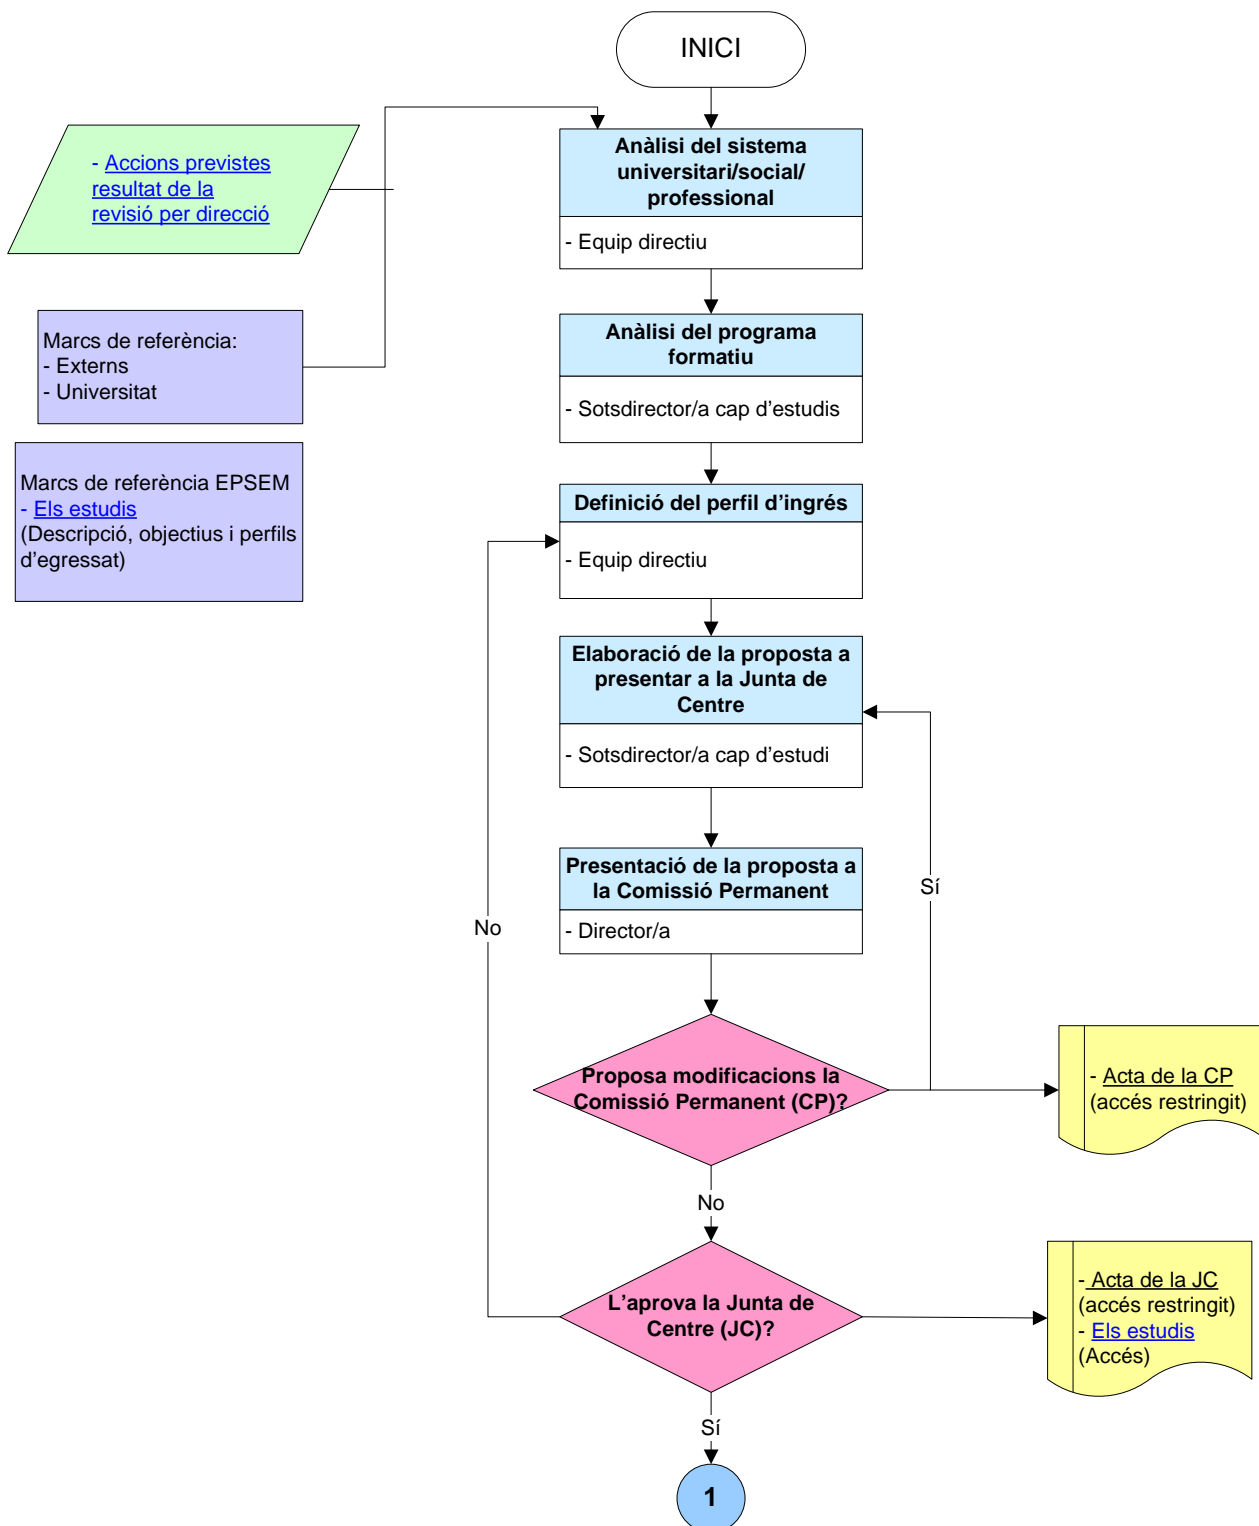 INICI
- Accions previstes
resultat de la
revisió per direcció
Anàlisi del sistema
universitari/social/
professional
- Equip directiu
Marcs de referència:
- Externs
- Universitat
Anàlisi del programa
formatiu
- Sotsdirector/a cap d’estudis
Marcs de referència EPSEM
- Els estudis
(Descripció, objectius i perfils
d’egressat)
Definició del perfil d’ingrés
- Equip directiu
Elaboració de la proposta a
presentar a la Junta de
Centre
- Sotsdirector/a cap d’estudi
Presentació de la proposta a
la Comissió Permanent
- Director/a
Sí
No
Proposa modificacions la
Comissió Permanent (CP)?
- Acta de la CP
(accés restringit)
No
L’aprova la Junta de
Centre (JC)?
- Acta de la JC
(accés restringit)
- Els estudis
(Accés)
Sí
1